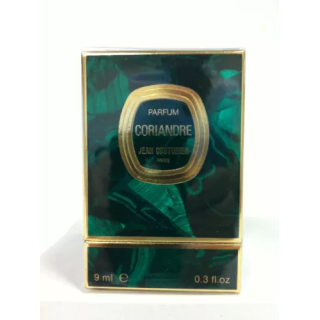 PARFUM
CORIANDRE
JEAN COUTURIER
PARIS
9 ml ℮ 0.3 fl.oz